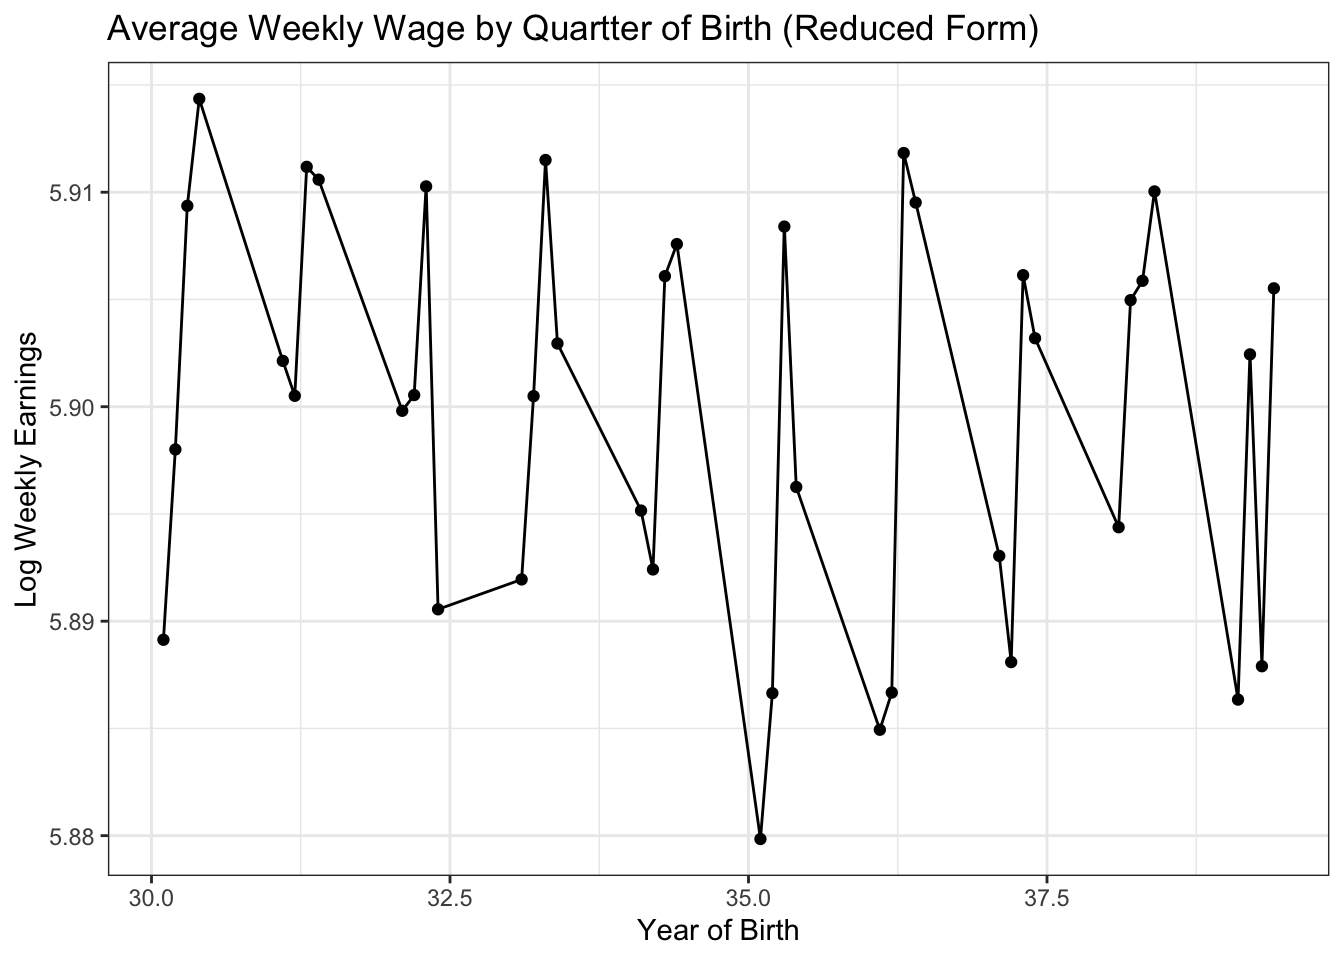 Average Weekly Wage by Quartter of Birth (Reduced Form)
Log Weekly Earnings
5.91
5.90
5.89
5.88
30.0
32.5
35.0
37.5
Year of Birth